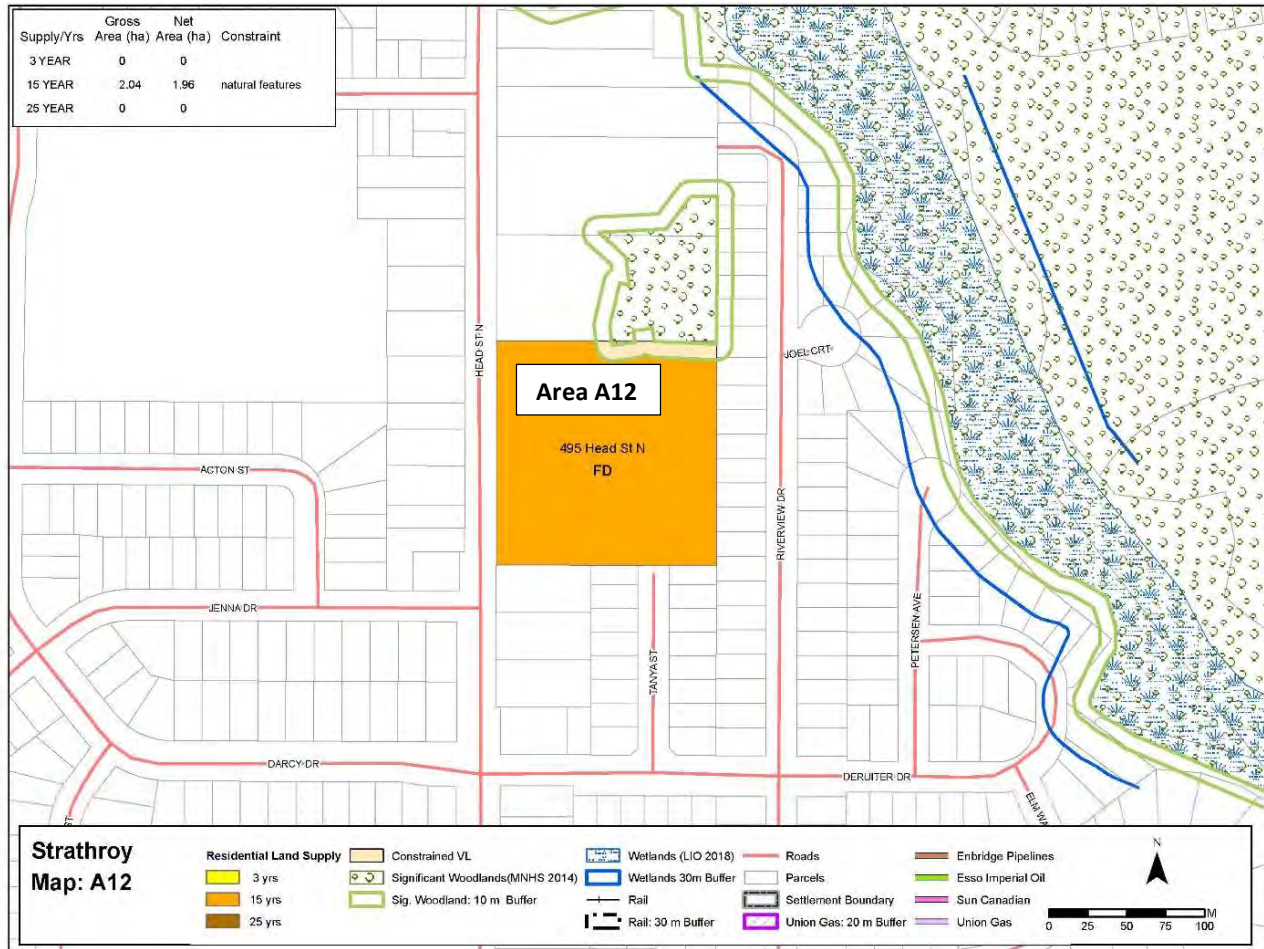 Gross Net
Supply/Yrs Area (ha) Area (ha) Constraint
3 YEAR 0 0
15 YEAR 2.04 1.96 natural features
25 YEAR 0 0
HEAD ST N
JOEL CRT
Area A12
495 Head St N
FD
ACTON ST
RIVERVIEW DR
JENNA DR
PETERSEN AVE
TANYA ST
DARCY DR
DERUITER DR
ELM WA
ST
Strathroy
Map: A12
Residential Land Supply
3 yrs
15 yrs
25 yrs
Constrained VL
Significant Woodlands(MNHS 2014)
Sig. Woodland: 10 m Buffer
Wetlands (LIO 2018)
Wetlands 30m Buffer
Rail
Rail: 30 m Buffer
Roads
Parcels
Settlement Boundary
Union Gas: 20 m Buffer
Enbridge Pipelines
Esso Imperial Oil
Sun Canadian
Union Gas
N
M
0 25 50 75 100